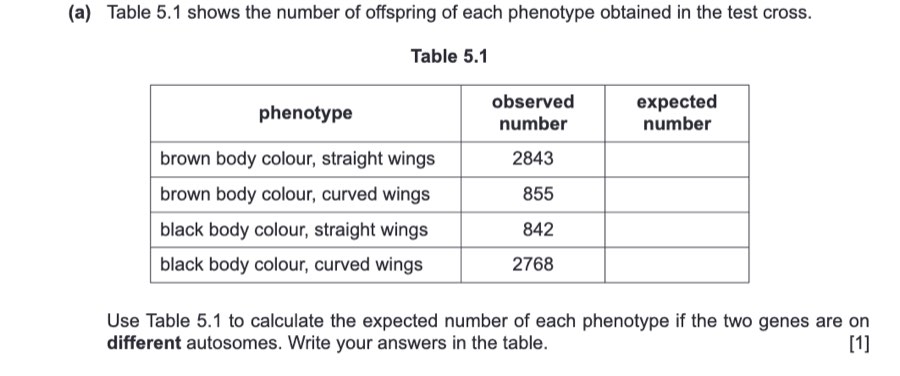 (a) Table 5.1 shows the number of offspring of each phenotype obtained in the test cross.
Table 5.1
phenotype observed number expected number
brown body colour, straight wings 2843
brown body colour, curved wings 855
black body colour, straight wings 842
black body colour, curved wings 2768
Use Table 5.1 to calculate the expected number of each phenotype if the two genes are on
different autosomes. Write your answers in the table. [1]